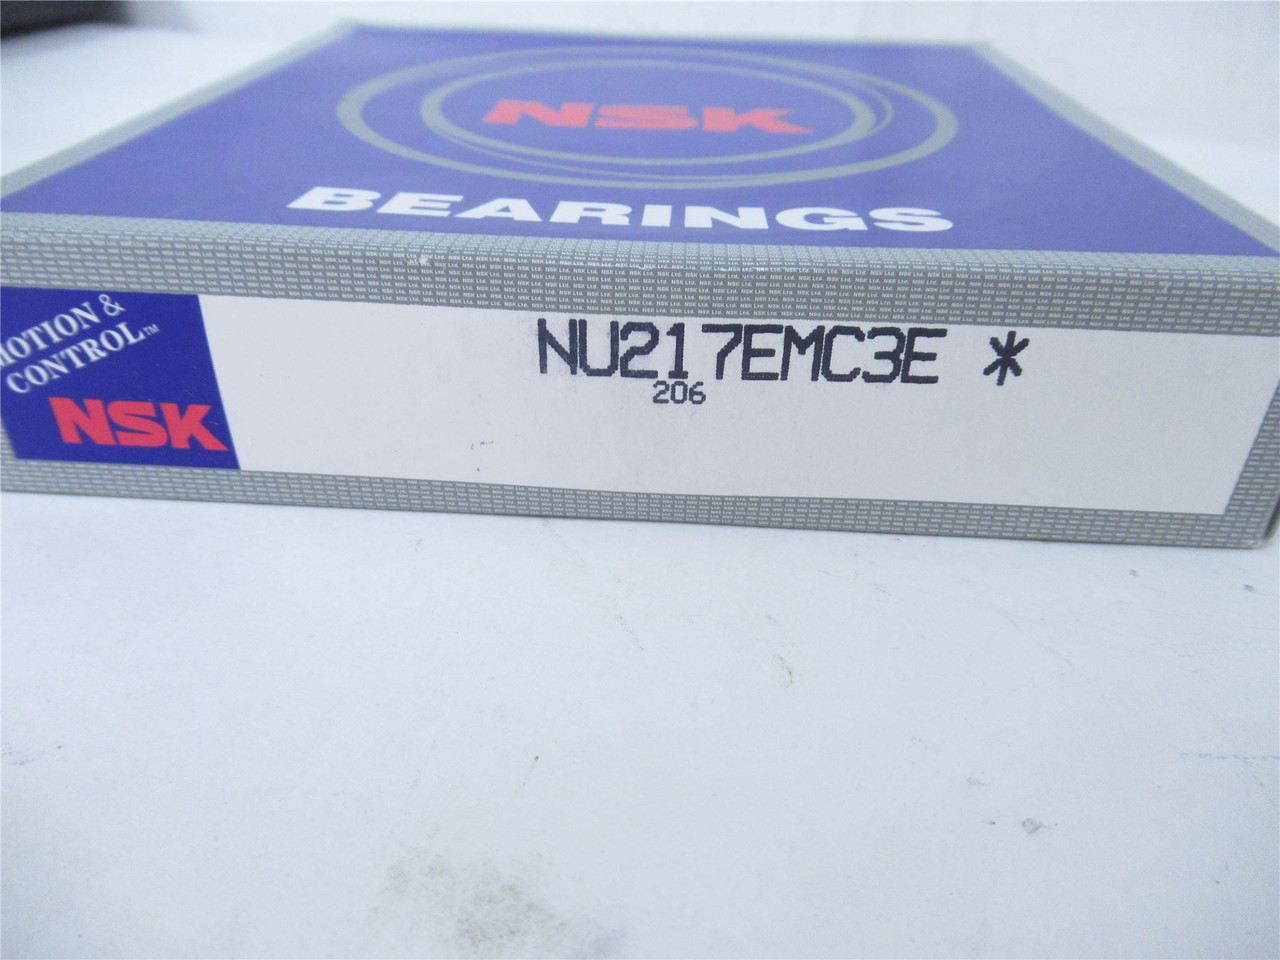 NSK
BEARINGS
MOTION &
CONTROL™
NSK
NU217EMC3E *
206